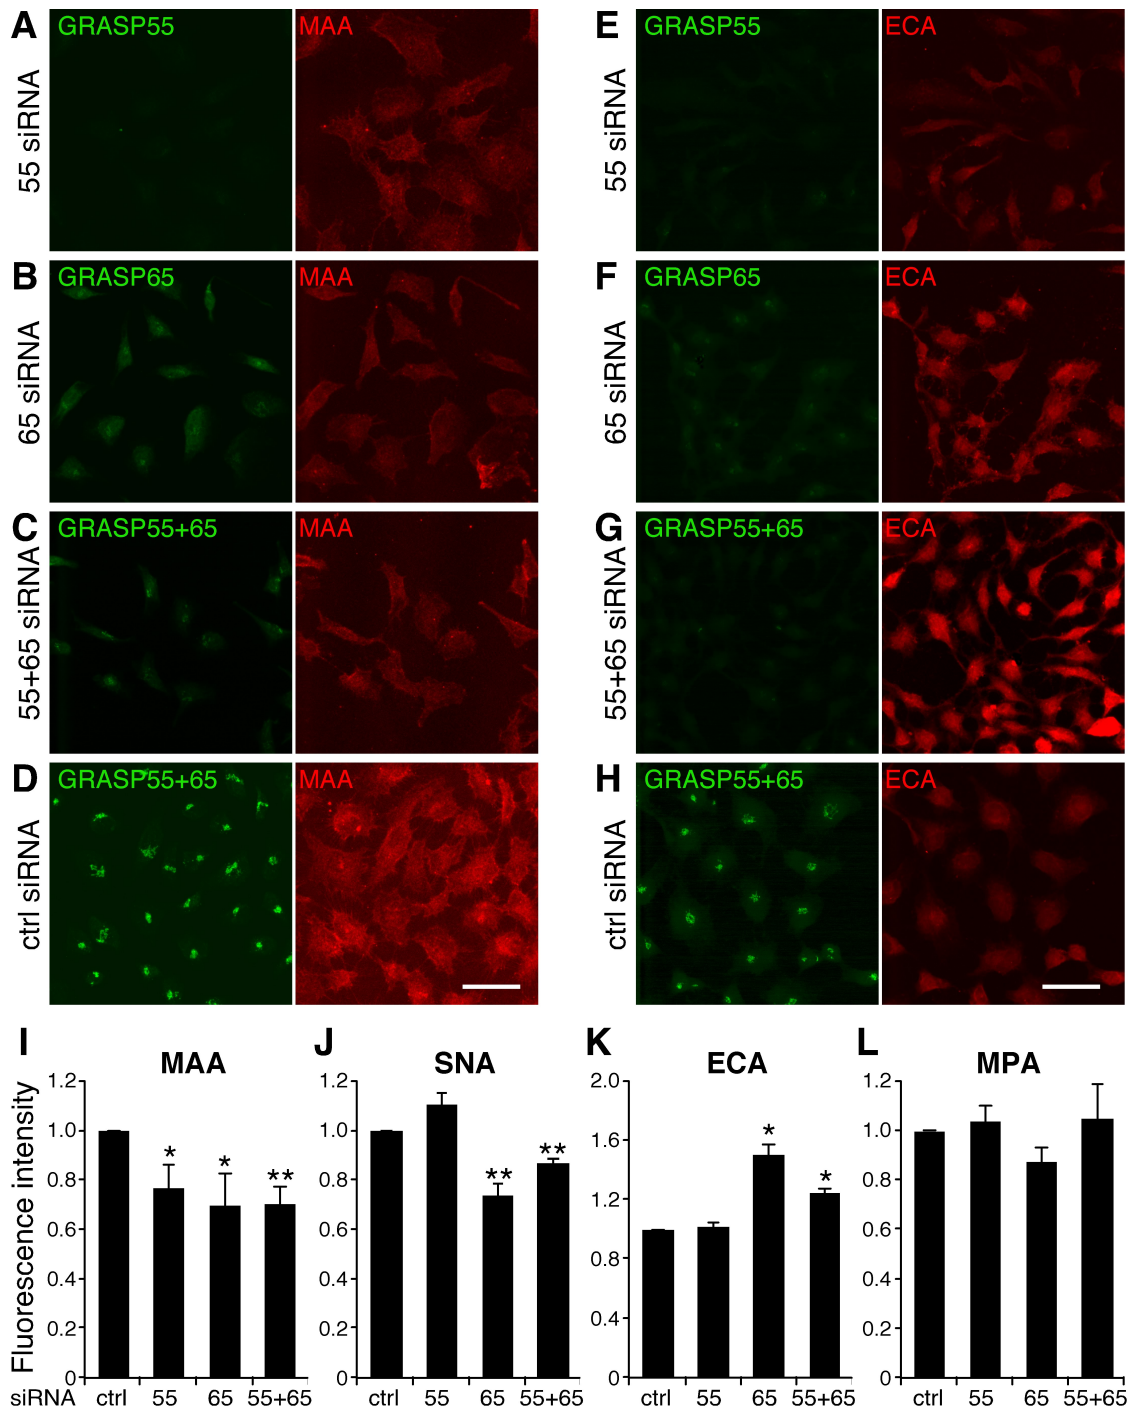 A GRASP55 MAA
55 siRNA
E GRASP55 ECA
55 siRNA
B GRASP65 MAA
65 siRNA
F GRASP65 ECA
65 siRNA
C GRASP55+65 MAA
55+65 siRNA
G GRASP55+65 ECA
55+65 siRNA
D GRASP55+65 MAA
ctrl siRNA
H GRASP55+65 ECA
ctrl siRNA
I MAA
Fluorescence intensity
1.2
1.0
0.8
0.6
0.4
0.2
0
* * **
siRNA ctrl 55 65 55+65
J SNA
1.2
1.0
0.8
0.6
0.4
0.2
0
** **
ctrl 55 65 55+65
K ECA
2.0
1.6
1.2
0.8
0.4
0
* *
ctrl 55 65 55+65
L MPA
1.2
1.0
0.8
0.6
0.4
0.2
0
ctrl 55 65 55+65